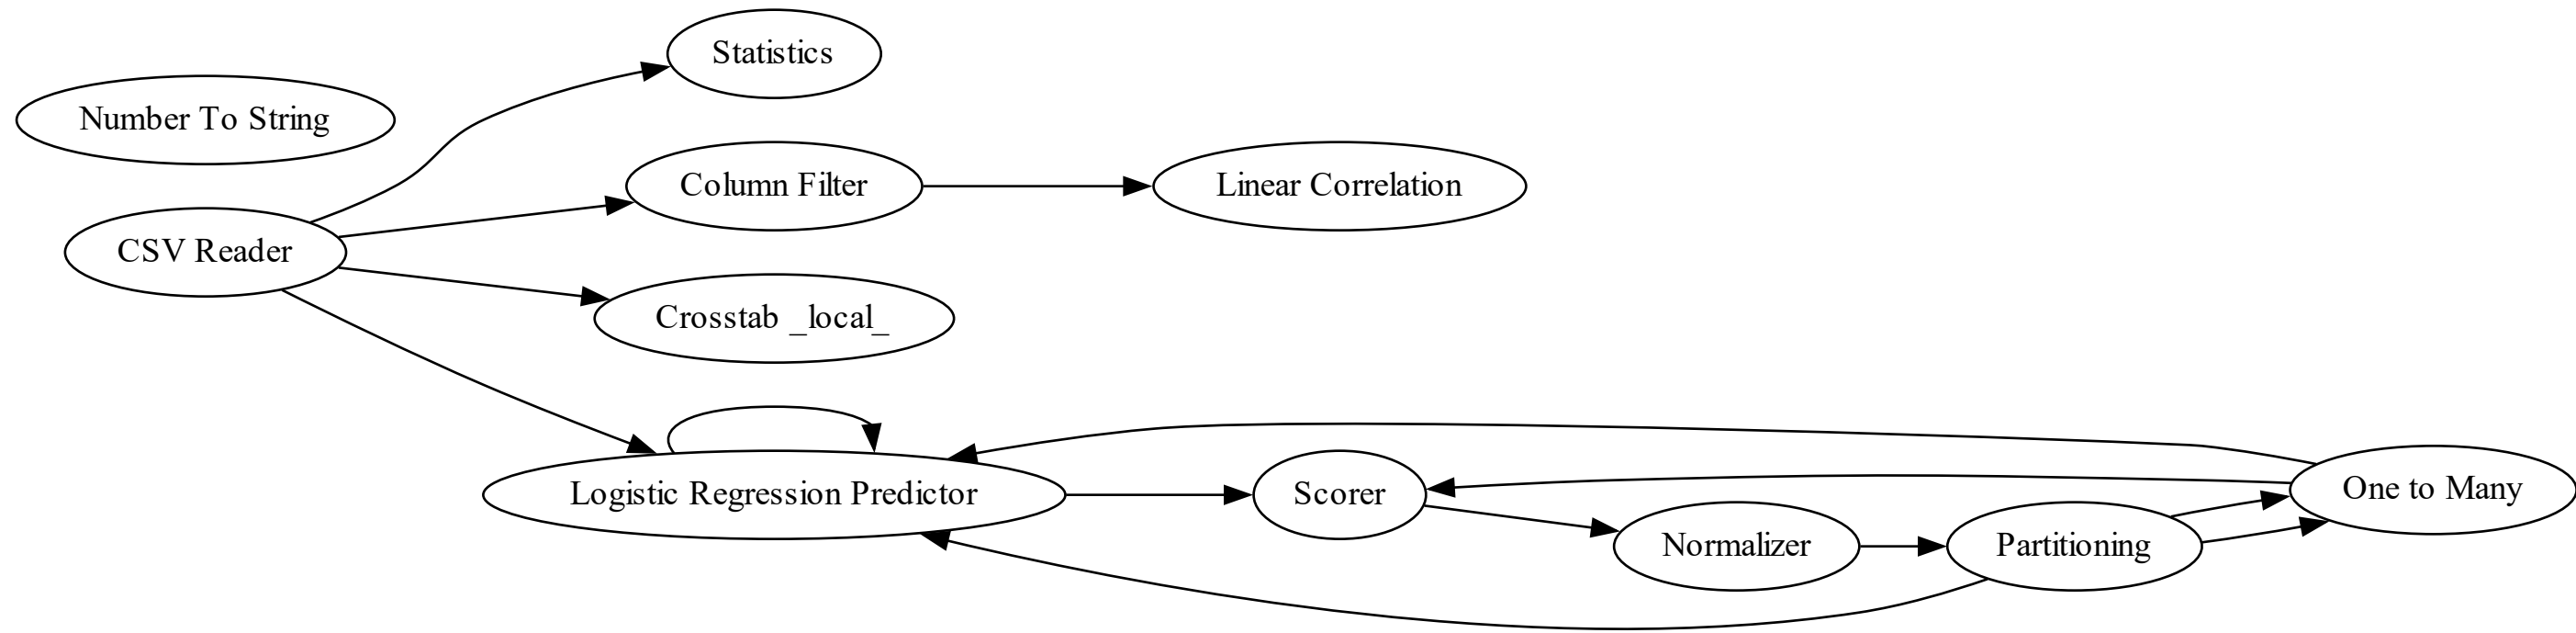 Statistics
Number To String
Column Filter
Linear Correlation
CSV Reader
Crosstab _local_
Logistic Regression Predictor
Scorer
One to Many
Normalizer
Partitioning